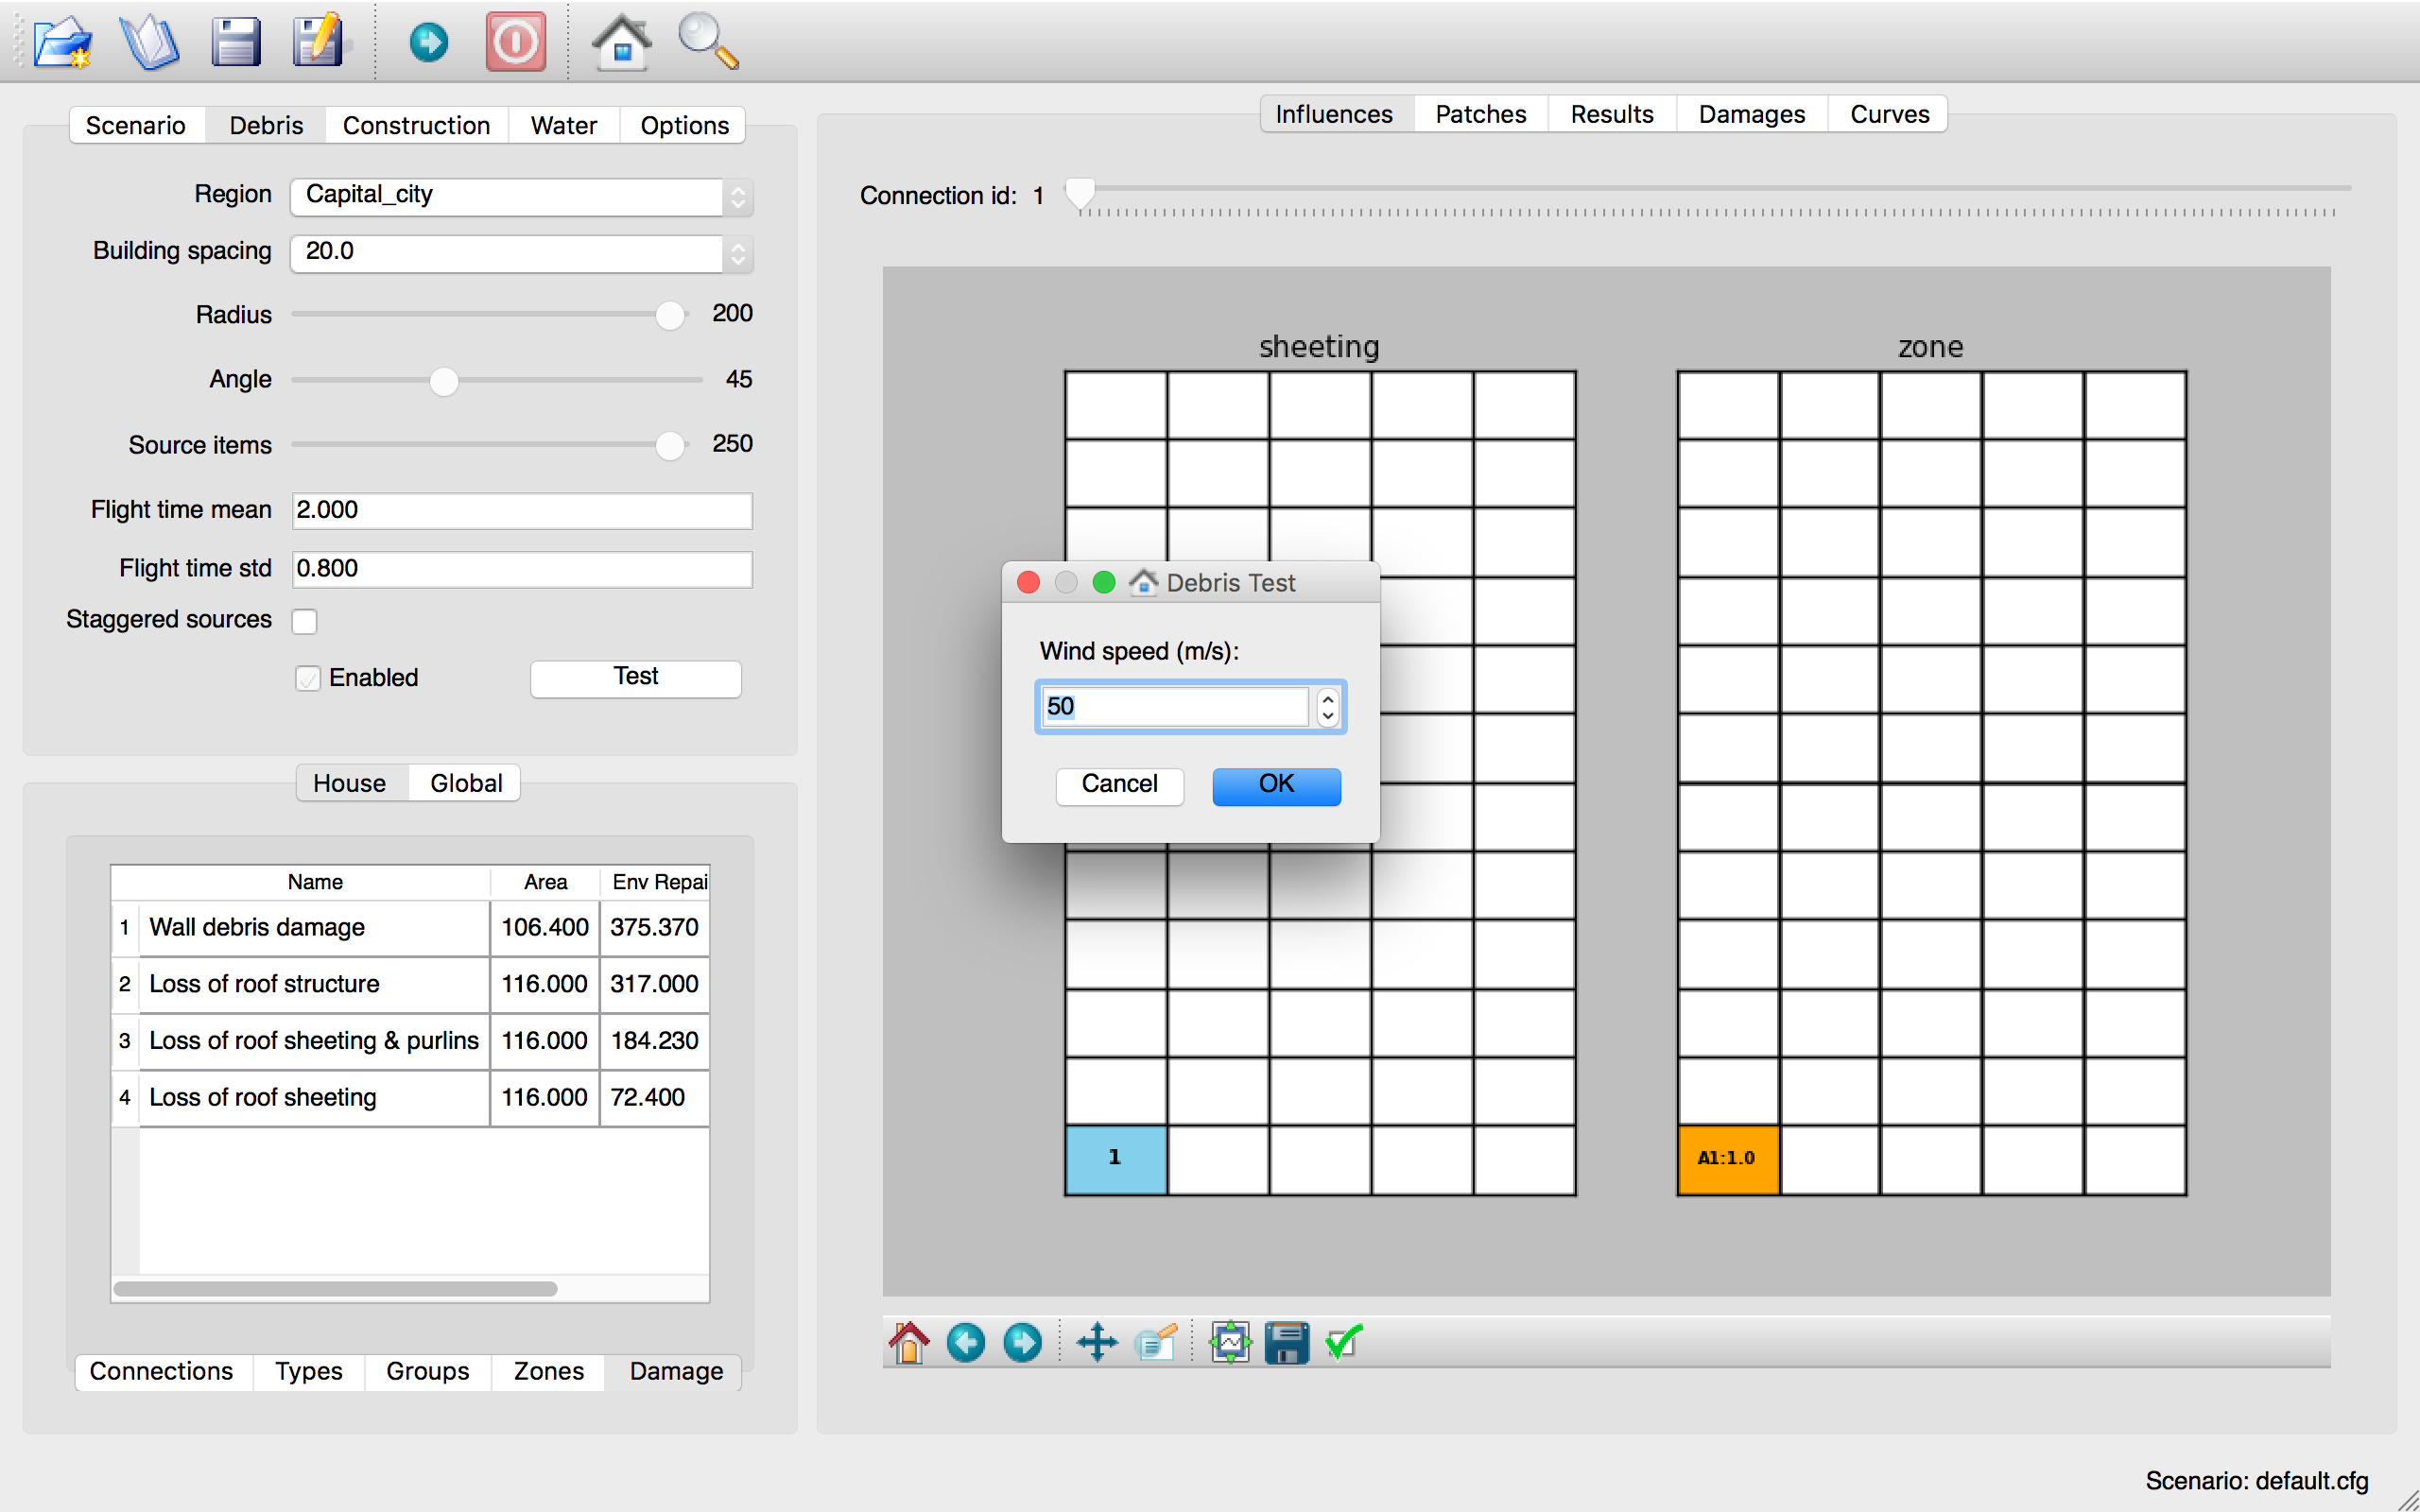 Scenario Debris Construction Water Options
Region Capital_city
Building spacing 20.0
Radius 200
Angle 45
Source items 250
Flight time mean 2.000
Flight time std 0.800
Staggered sources
Enabled Test
House Global
Name Area Env Repai
1 Wall debris damage 106.400 375.370
2 Loss of roof structure 116.000 317.000
3 Loss of roof sheeting & purlins 116.000 184.230
4 Loss of roof sheeting 116.000 72.400
Connections Types Groups Zones Damage
Influences Patches Results Damages Curves
Connection id: 1
sheeting zone
Debris Test
Wind speed (m/s):
50
Cancel OK
1 A1:1.0
Scenario: default.cfg